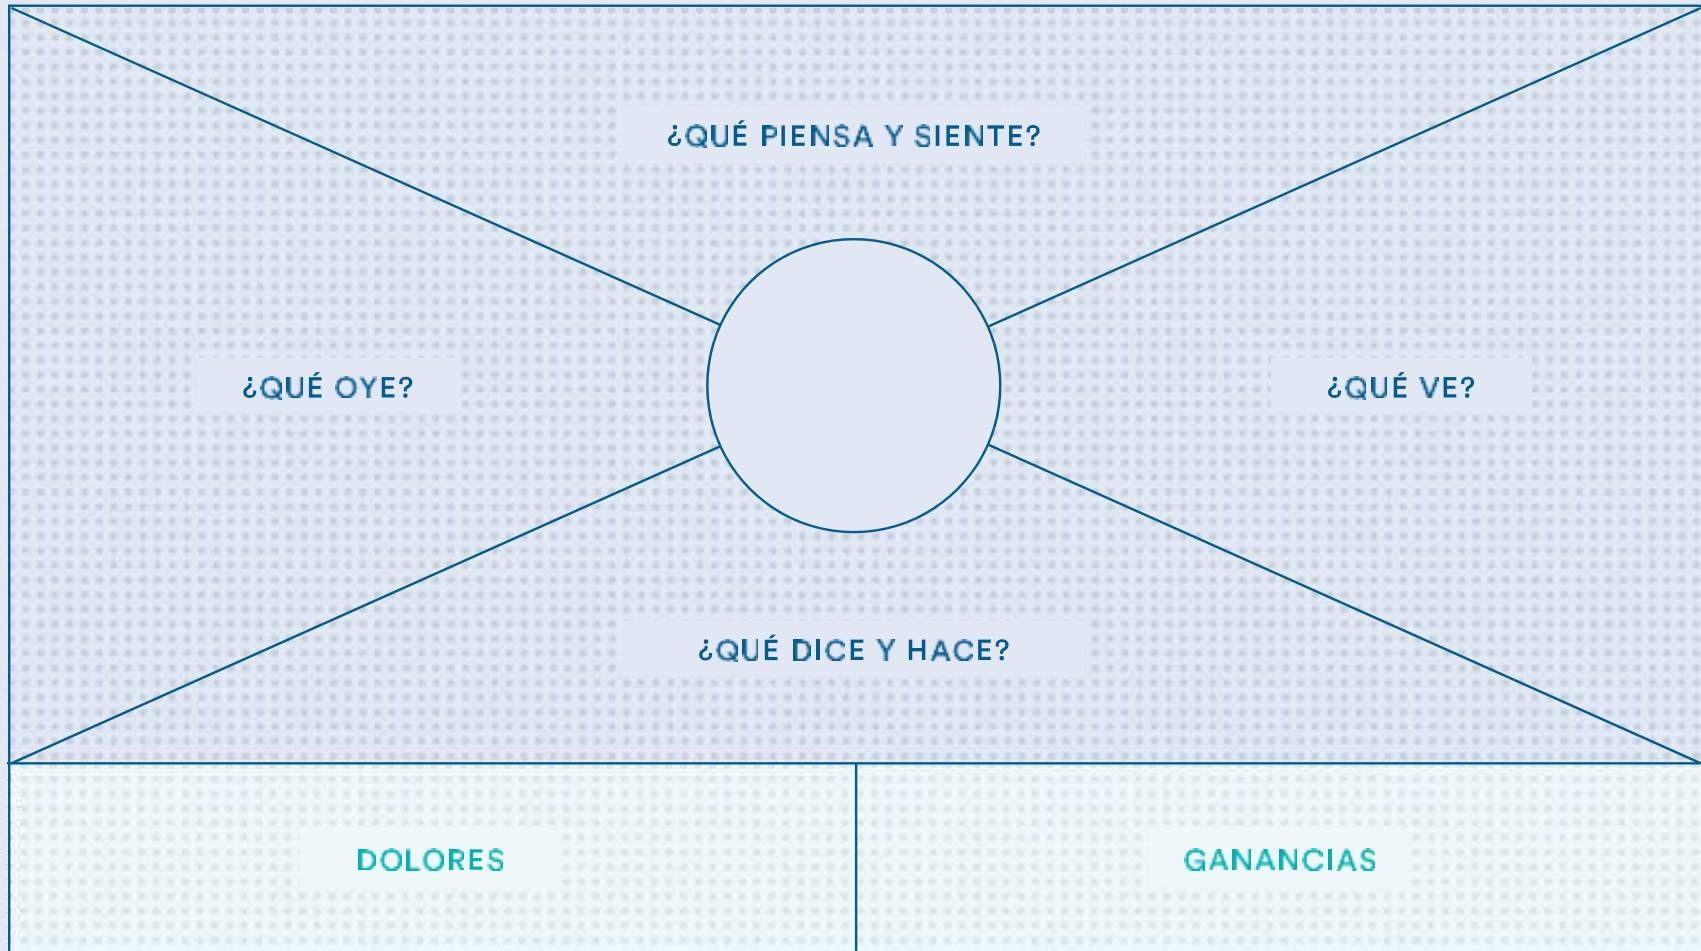 ¿QUÉ PIENSA Y SIENTE?
¿QUÉ OYE?
¿QUÉ VE?
¿QUÉ DICE Y HACE?
DOLORES
GANANCIAS